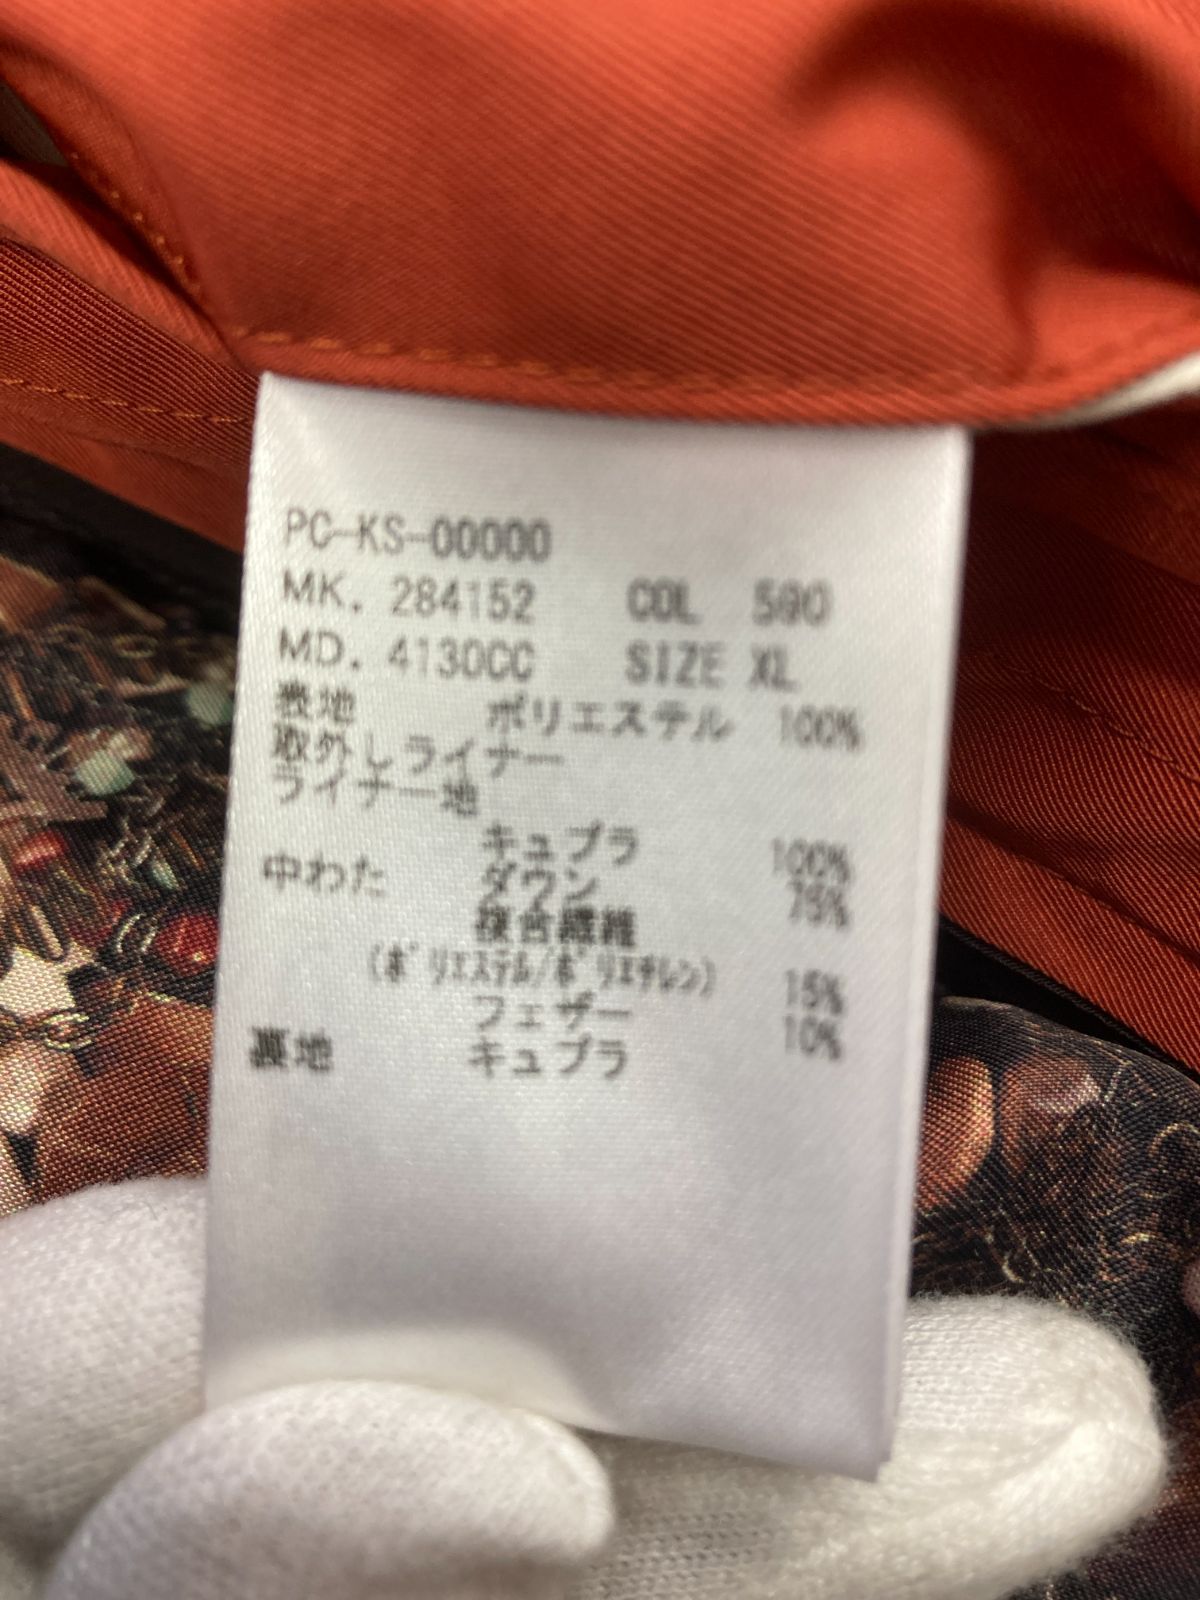 PC-KS-00000
MK. 284152 COL 590
MD. 4130CC SIZE XL
表地 ポリエステル 100%
取外しライナー
ライナー地
キュプラ 100%
中わた ダウン 75%
複合繊維
(ポリエステル/ポリエチレン) 15%
フェザー 10%
裏地 キュプラ